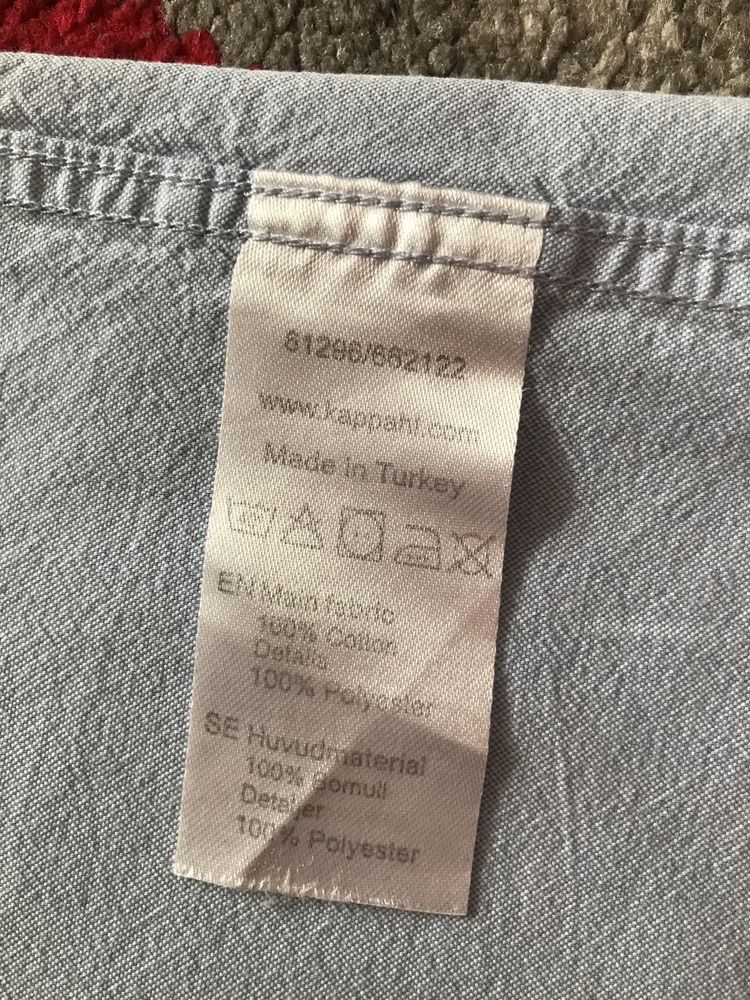 61296/662122
www.kappahl.com
Made in Turkey
EN Main fabric
100% Cotton
Details
100% Polyester
SE Huvudmaterial
100% Bomull
Detaljer
100% Polyester